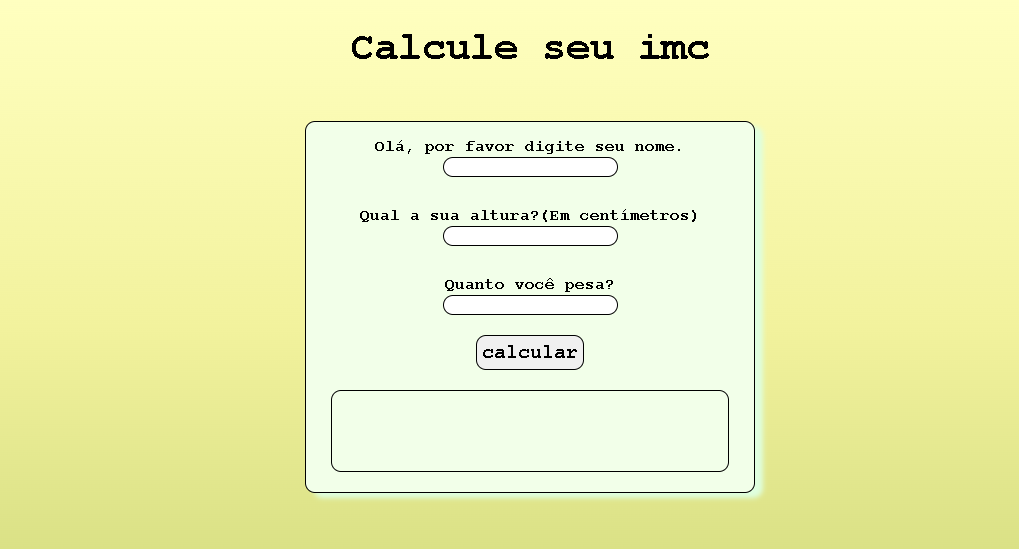 Calcule seu imc
Olá, por favor digite seu nome.
Qual a sua altura?(Em centímetros)
Quanto você pesa?
calcular